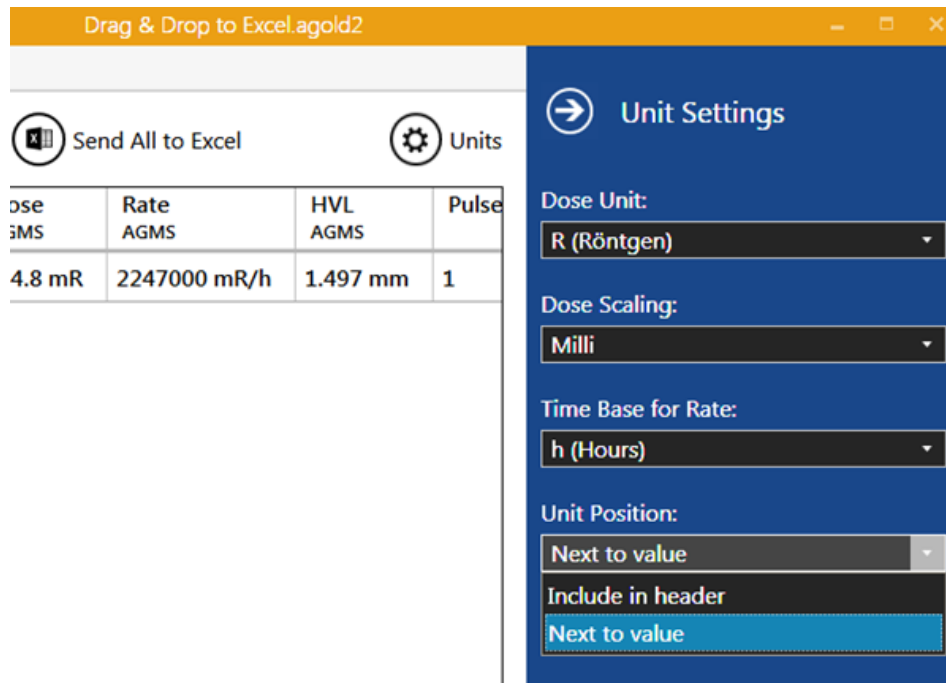 Drag & Drop to Excel.agold2
Send All to Excel
Units
ose Rate HVL Pulse
GMS AGMS AGMS
4.8 mR 2247000 mR/h 1.497 mm 1
Unit Settings
Dose Unit:
R (Röntgen)
Dose Scaling:
Milli
Time Base for Rate:
h (Hours)
Unit Position:
Next to value
Include in header
Next to value